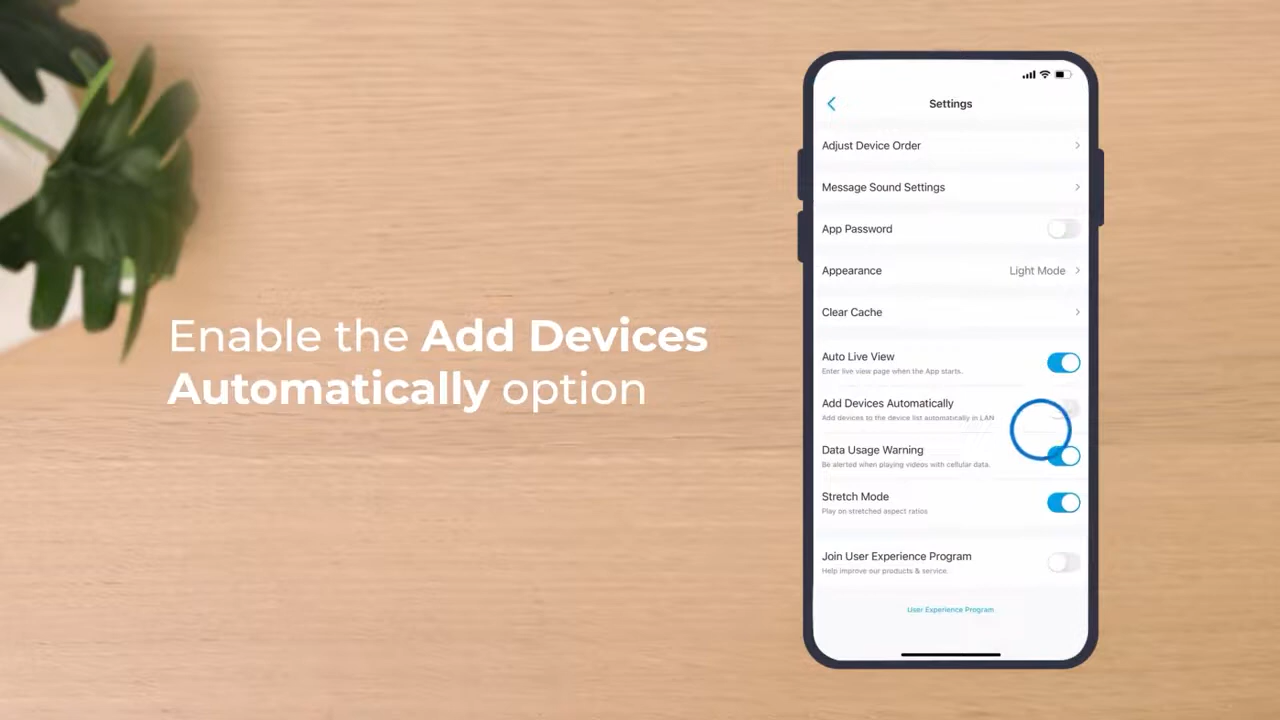 Enable the Add Devices
Automatically option
Settings
Adjust Device Order
Message Sound Settings
App Password
Appearance
Light Mode
Clear Cache
Auto Live View
Enter live view page when the App starts.
Add Devices Automatically
Add devices to the device list automatically in LAN
Data Usage Warning
Be alerted when playing videos with cellular data.
Stretch Mode
Play on stretched aspect ratios
Join User Experience Program
Help improve our products & service.
User Experience Program